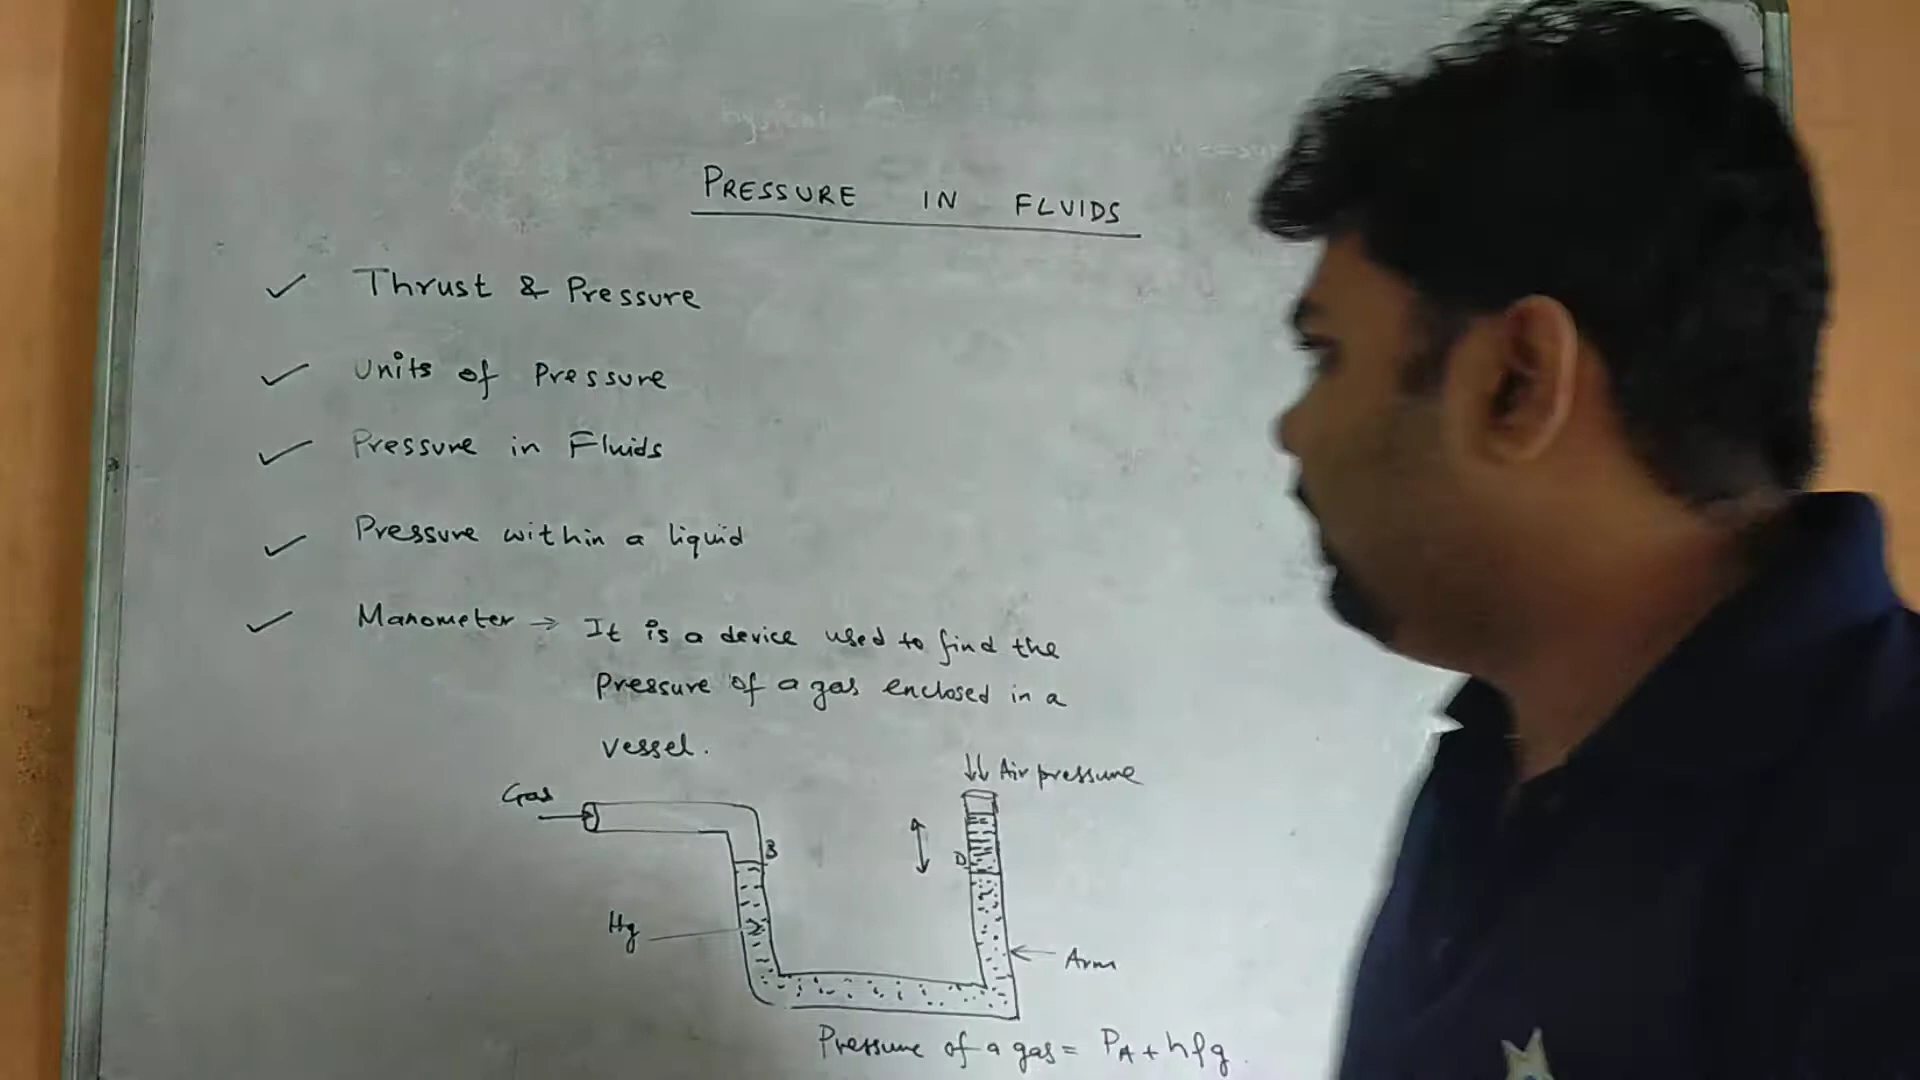 PRESSURE IN FLUIDS
✓ Thrust & Pressure
✓ Units of Pressure
✓ Pressure in Fluids
✓ Pressure within a liquid
✓ Manometer → It is a device used to find the
pressure of a gas enclosed in a
vessel.
↓↓ Air pressure
Gas
B
D
Hg
Arm
Pressure of a gas = PA + hρg.